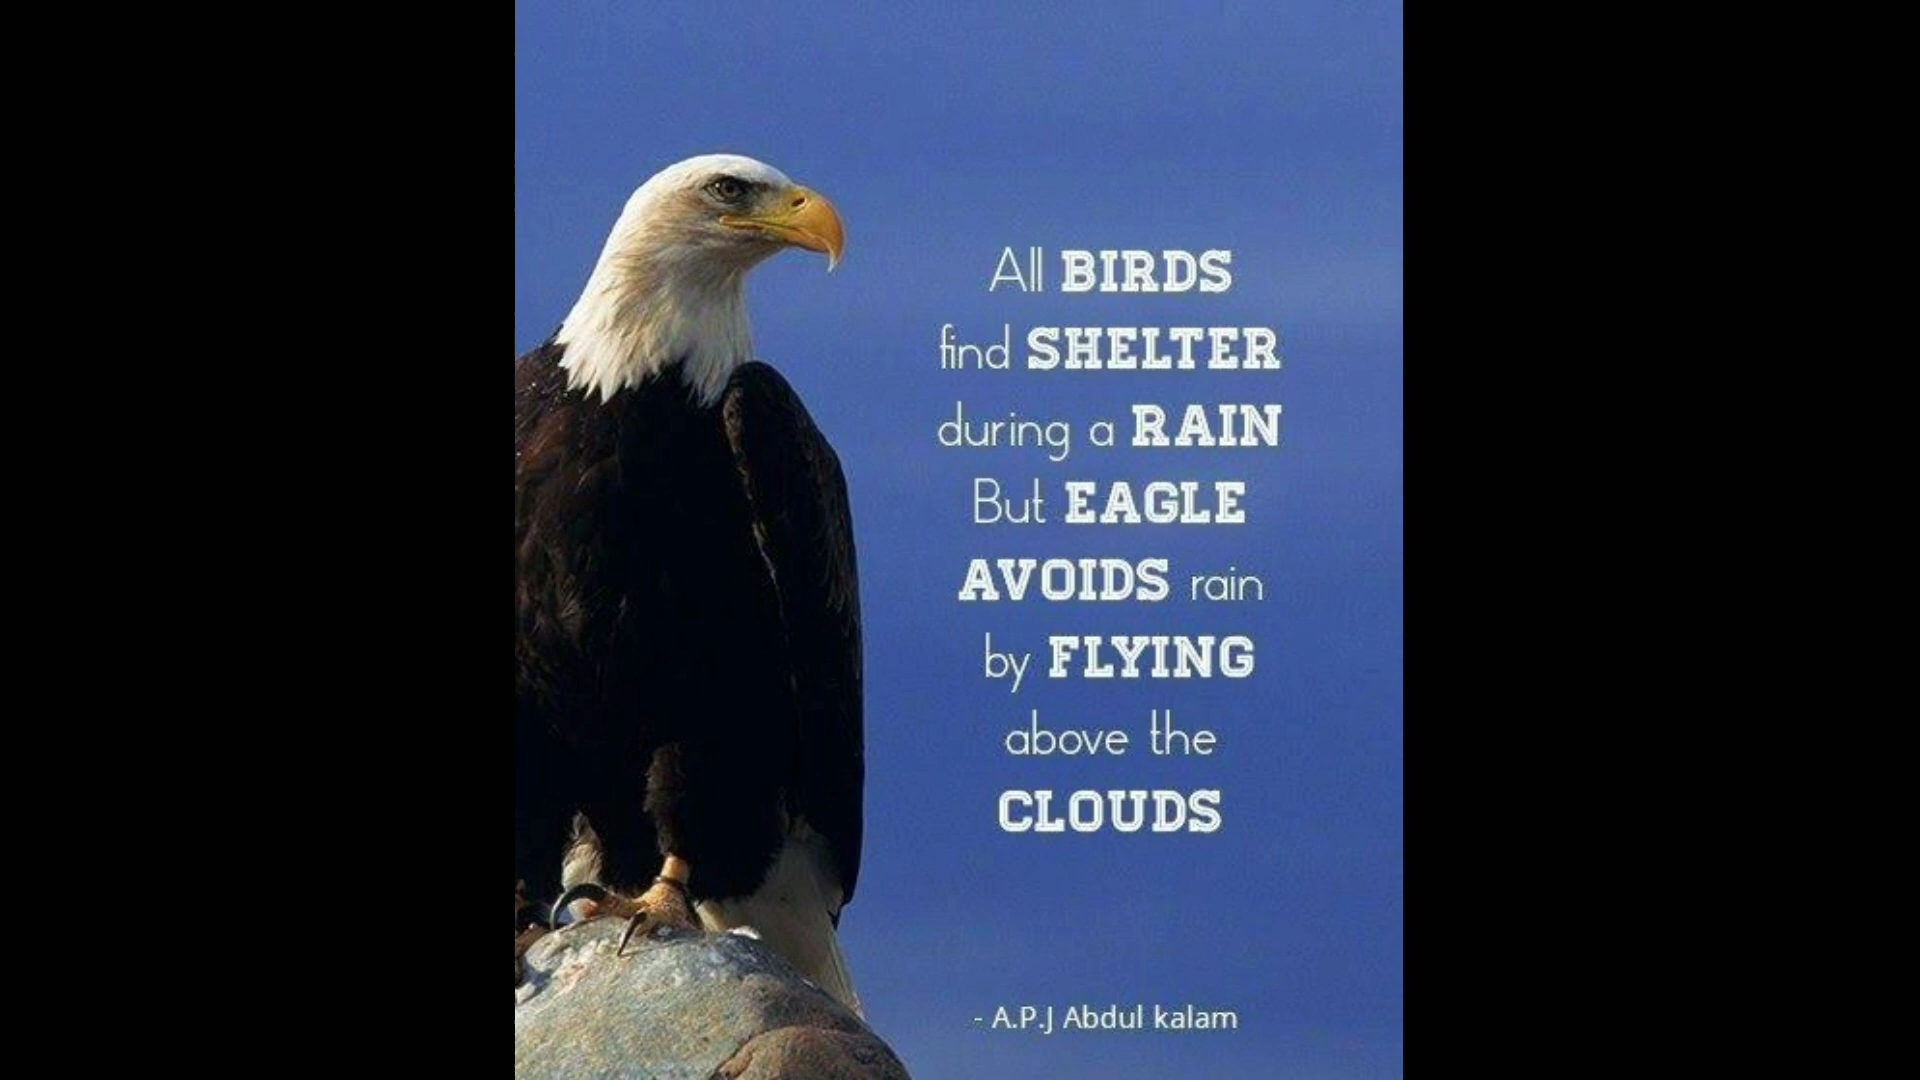 All BIRDS
find SHELTER
during a RAIN
But EAGLE
AVOIDS rain
by FLYING
above the
CLOUDS
- A.P.J Abdul kalam